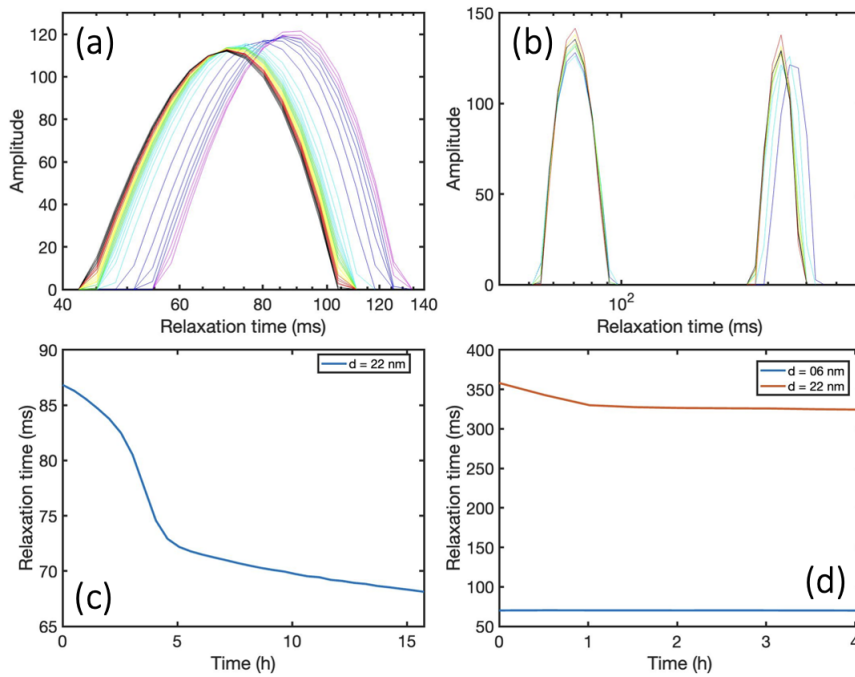 (a)
120
100
80
60
40
20
0
Amplitude
40 60 80 100 120 140
Relaxation time (ms)
(b)
150
100
50
0
Amplitude
10²
Relaxation time (ms)
90
85
80
75
70
65
Relaxation time (ms)
d = 22 nm
(c)
0 5 10 15
Time (h)
400
350
300
250
200
150
100
50
Relaxation time (ms)
d = 06 nm
d = 22 nm
(d)
0 1 2 3 4
Time (h)